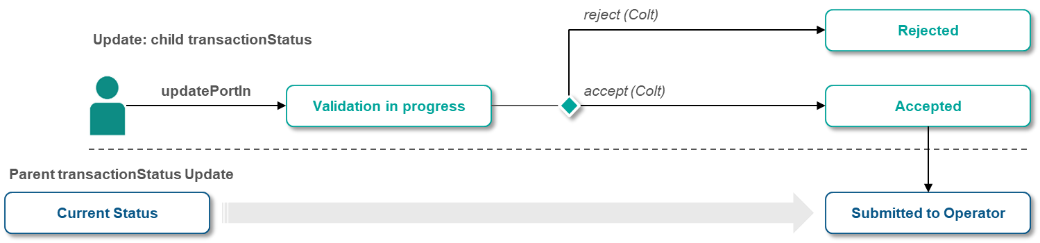 reject (Colt)
Rejected
Update: child transactionStatus
updatePortIn
Validation in progress
accept (Colt)
Accepted
Parent transactionStatus Update
Current Status
Submitted to Operator